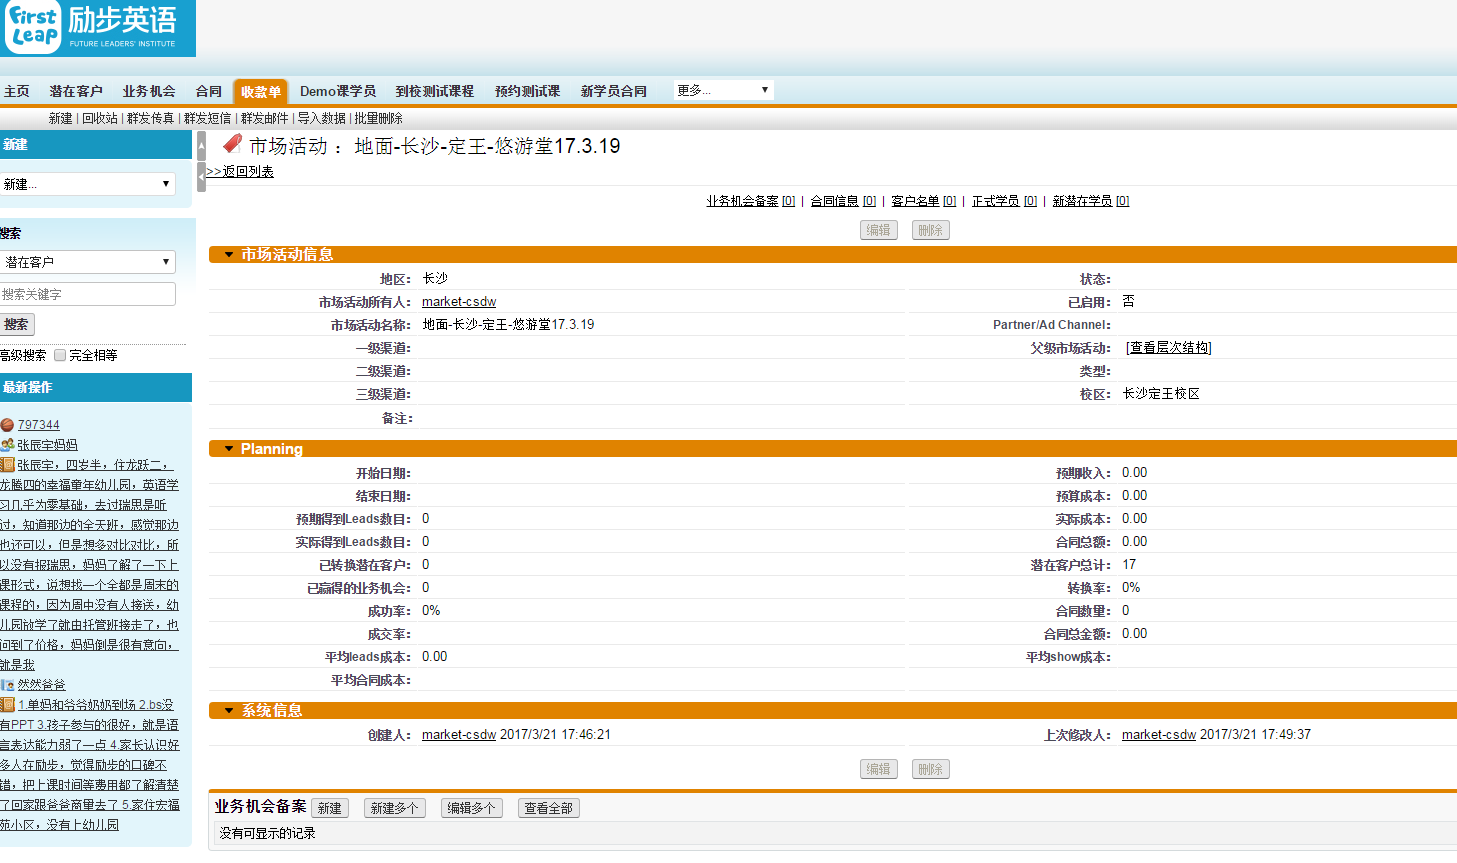 First Leap 励步英语
FUTURE LEADERS' INSTITUTE
主页 潜在客户 业务机会 合同 收款单 Demo课学员 到校测试课程 预约测试课 新学员合同 更多...
新建 | 回收站 | 群发传真 | 群发短信 | 群发邮件 | 导入数据 | 批量删除
新建
新建...
搜索
潜在客户
搜索关键字
搜索
高级搜索 完全相等
最新操作
797344
张辰宇妈妈
张辰宇，四岁半，住龙跃二，
龙腾四的幸福童年幼儿园，英语学
习几乎为零基础，去过瑞思是听
过，知道那边的全天班，感觉那边
也还可以，但是想多对比对比，所
以没有报瑞思，妈妈了解了一下上
课形式，说想找一个全都是周末的
课程的，因为周中没有人接送，幼
儿园放学了就由托管班接走了，也
问到了价格，妈妈倒是很有意向，
就是我
然然爸爸
1.单妈和爷爷奶奶到场 2.bs没
有PPT 3.孩子参与的很好，就是语
言表达能力弱了一点 4.家长认识好
多人在励步，觉得励步的口碑不
错，把上课时间等费用都了解清楚
了回家跟爸爸商量去了 5.家住宏福
苑小区，没有上幼儿园
市场活动 ：地面-长沙-定王-悠游堂17.3.19
>>返回列表
业务机会备案 [0] | 合同信息 [0] | 客户名单 [0] | 正式学员 [0] | 新潜在学员 [0]
编辑 删除
市场活动信息
地区： 长沙 状态：
市场活动所有人： market-csdw 已启用： 否
市场活动名称： 地面-长沙-定王-悠游堂17.3.19 Partner/Ad Channel：
一级渠道： 父级市场活动： [查看层次结构]
二级渠道： 类型：
三级渠道： 校区： 长沙定王校区
备注：
Planning
开始日期： 预期收入： 0.00
结束日期： 预算成本： 0.00
预期得到Leads数目： 0 实际成本： 0.00
实际得到Leads数目： 0 合同总额： 0.00
已转换潜在客户： 0 潜在客户总计： 17
已赢得的业务机会： 0 转换率： 0%
成功率： 0% 合同数量： 0
成交率： 合同总金额： 0.00
平均leads成本： 0.00 平均show成本：
平均合同成本：
系统信息
创建人： market-csdw 2017/3/21 17:46:21 上次修改人： market-csdw 2017/3/21 17:49:37
编辑 删除
业务机会备案 新建 新建多个 编辑多个 查看全部
没有可显示的记录